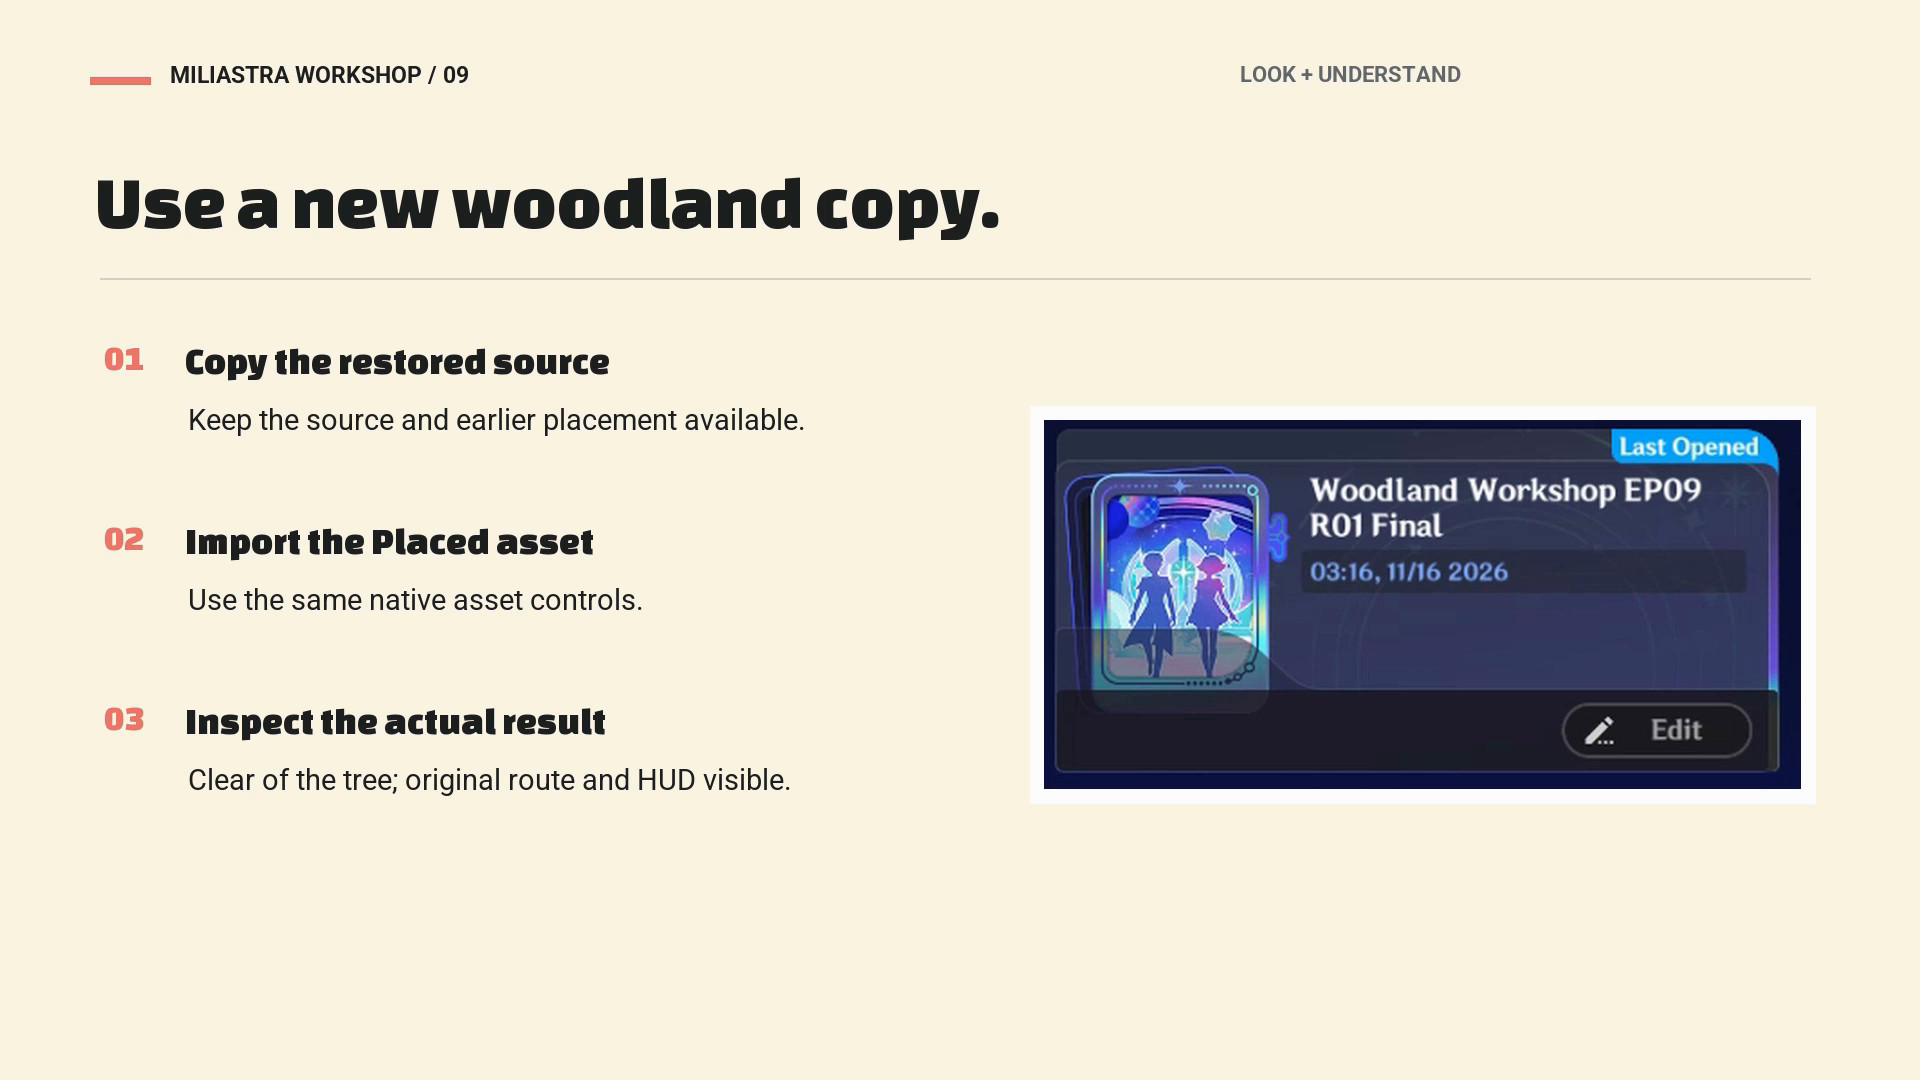 MILIASTRA WORKSHOP / 09
LOOK + UNDERSTAND
Use a new woodland copy.
01 Copy the restored source
Keep the source and earlier placement available.
02 Import the Placed asset
Use the same native asset controls.
03 Inspect the actual result
Clear of the tree; original route and HUD visible.
Last Opened
Woodland Workshop EP09
R01 Final
03:16, 11/16 2026
Edit